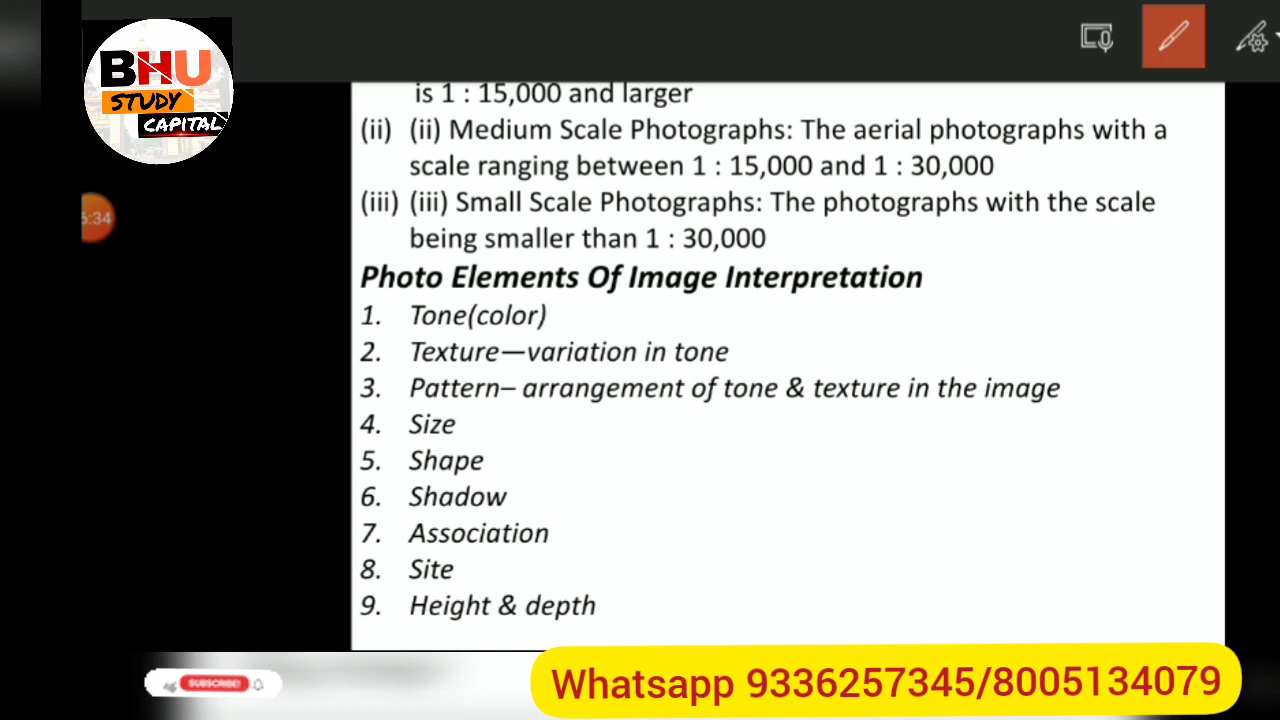 BHU
STUDY
CAPITAL
is 1 : 15,000 and larger
(ii) (ii) Medium Scale Photographs: The aerial photographs with a
scale ranging between 1 : 15,000 and 1 : 30,000
5:34
(iii) (iii) Small Scale Photographs: The photographs with the scale
being smaller than 1 : 30,000
Photo Elements Of Image Interpretation
1. Tone(color)
2. Texture—variation in tone
3. Pattern– arrangement of tone & texture in the image
4. Size
5. Shape
6. Shadow
7. Association
8. Site
9. Height & depth
SUBSCRIBE!
Whatsapp 9336257345/8005134079